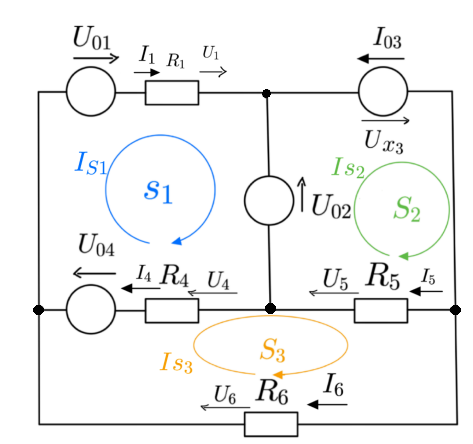 U01 I1 R1 U1 I03
Ux3
IS1 s1 U02 Is2 S2
U04 I4 R4 U4 U5 R5 I5
Is3 S3
U6 R6 I6